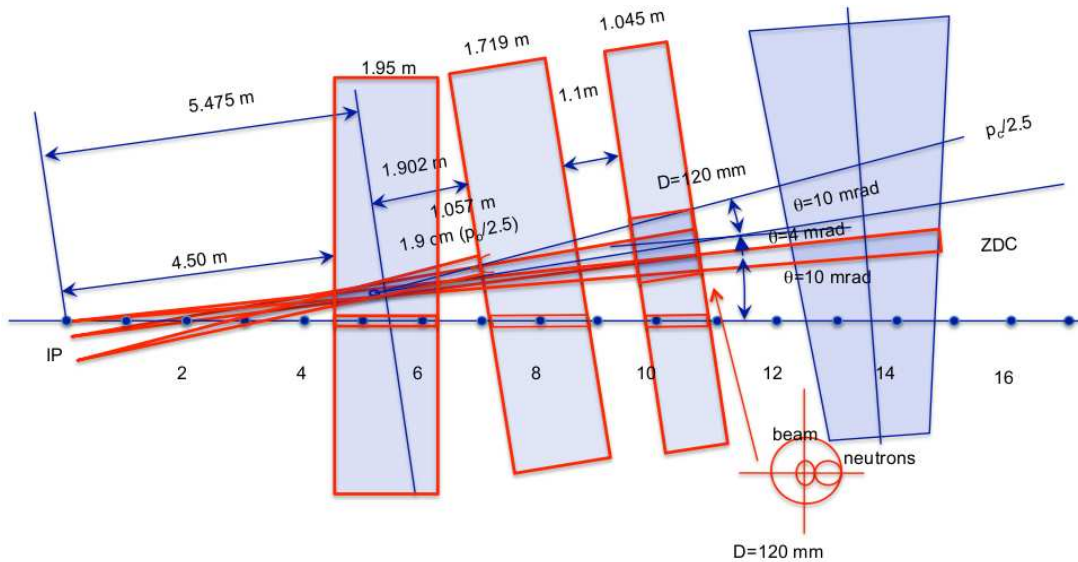 1.045 m
1.719 m
1.95 m
5.475 m
1.1m
p₀/2.5
1.902 m
D=120 mm
1.057 m
θ=10 mrad
1.9 cm (p₀/2.5)
θ=4 mrad
4.50 m
ZDC
θ=10 mrad
IP
2
4
6
8
10
12
14
16
beam
neutrons
D=120 mm